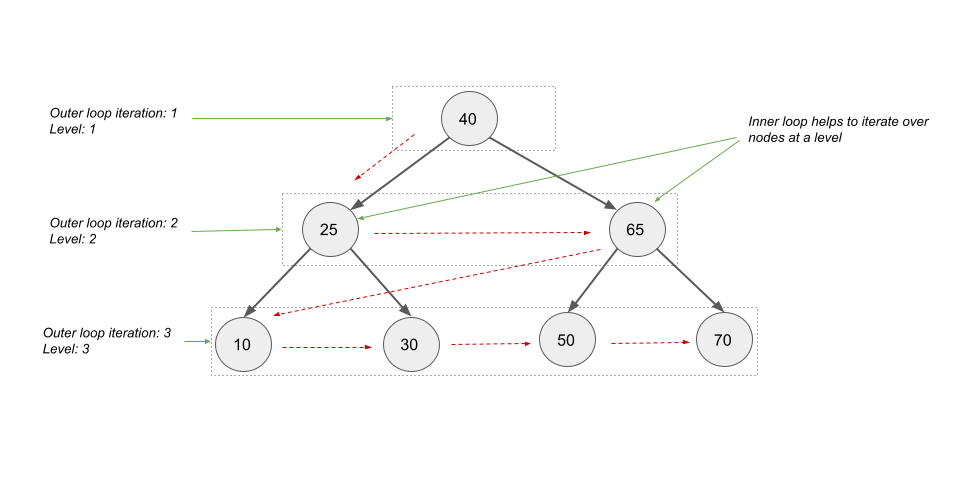 Outer loop iteration: 1
Level: 1
40
Inner loop helps to iterate over
nodes at a level
Outer loop iteration: 2
Level: 2
25
65
Outer loop iteration: 3
Level: 3
10
30
50
70